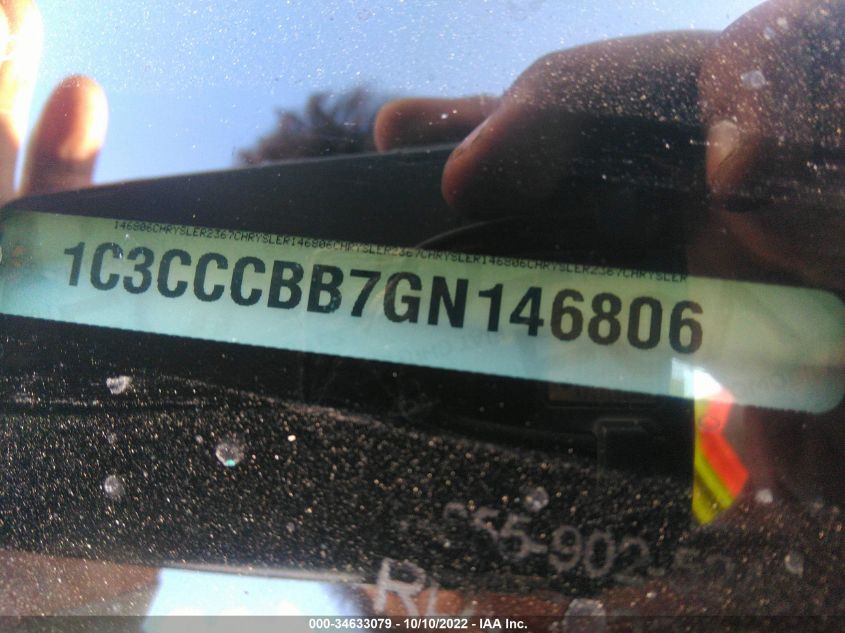 146806CHRYSLER2367CHRYSLER146806CHRYSLER2367CHRYSLER146806CHRYSLER2367CHRYSLER
1C3CCCBB7GN146806
000-34633079 - 10/10/2022 - IAA Inc.